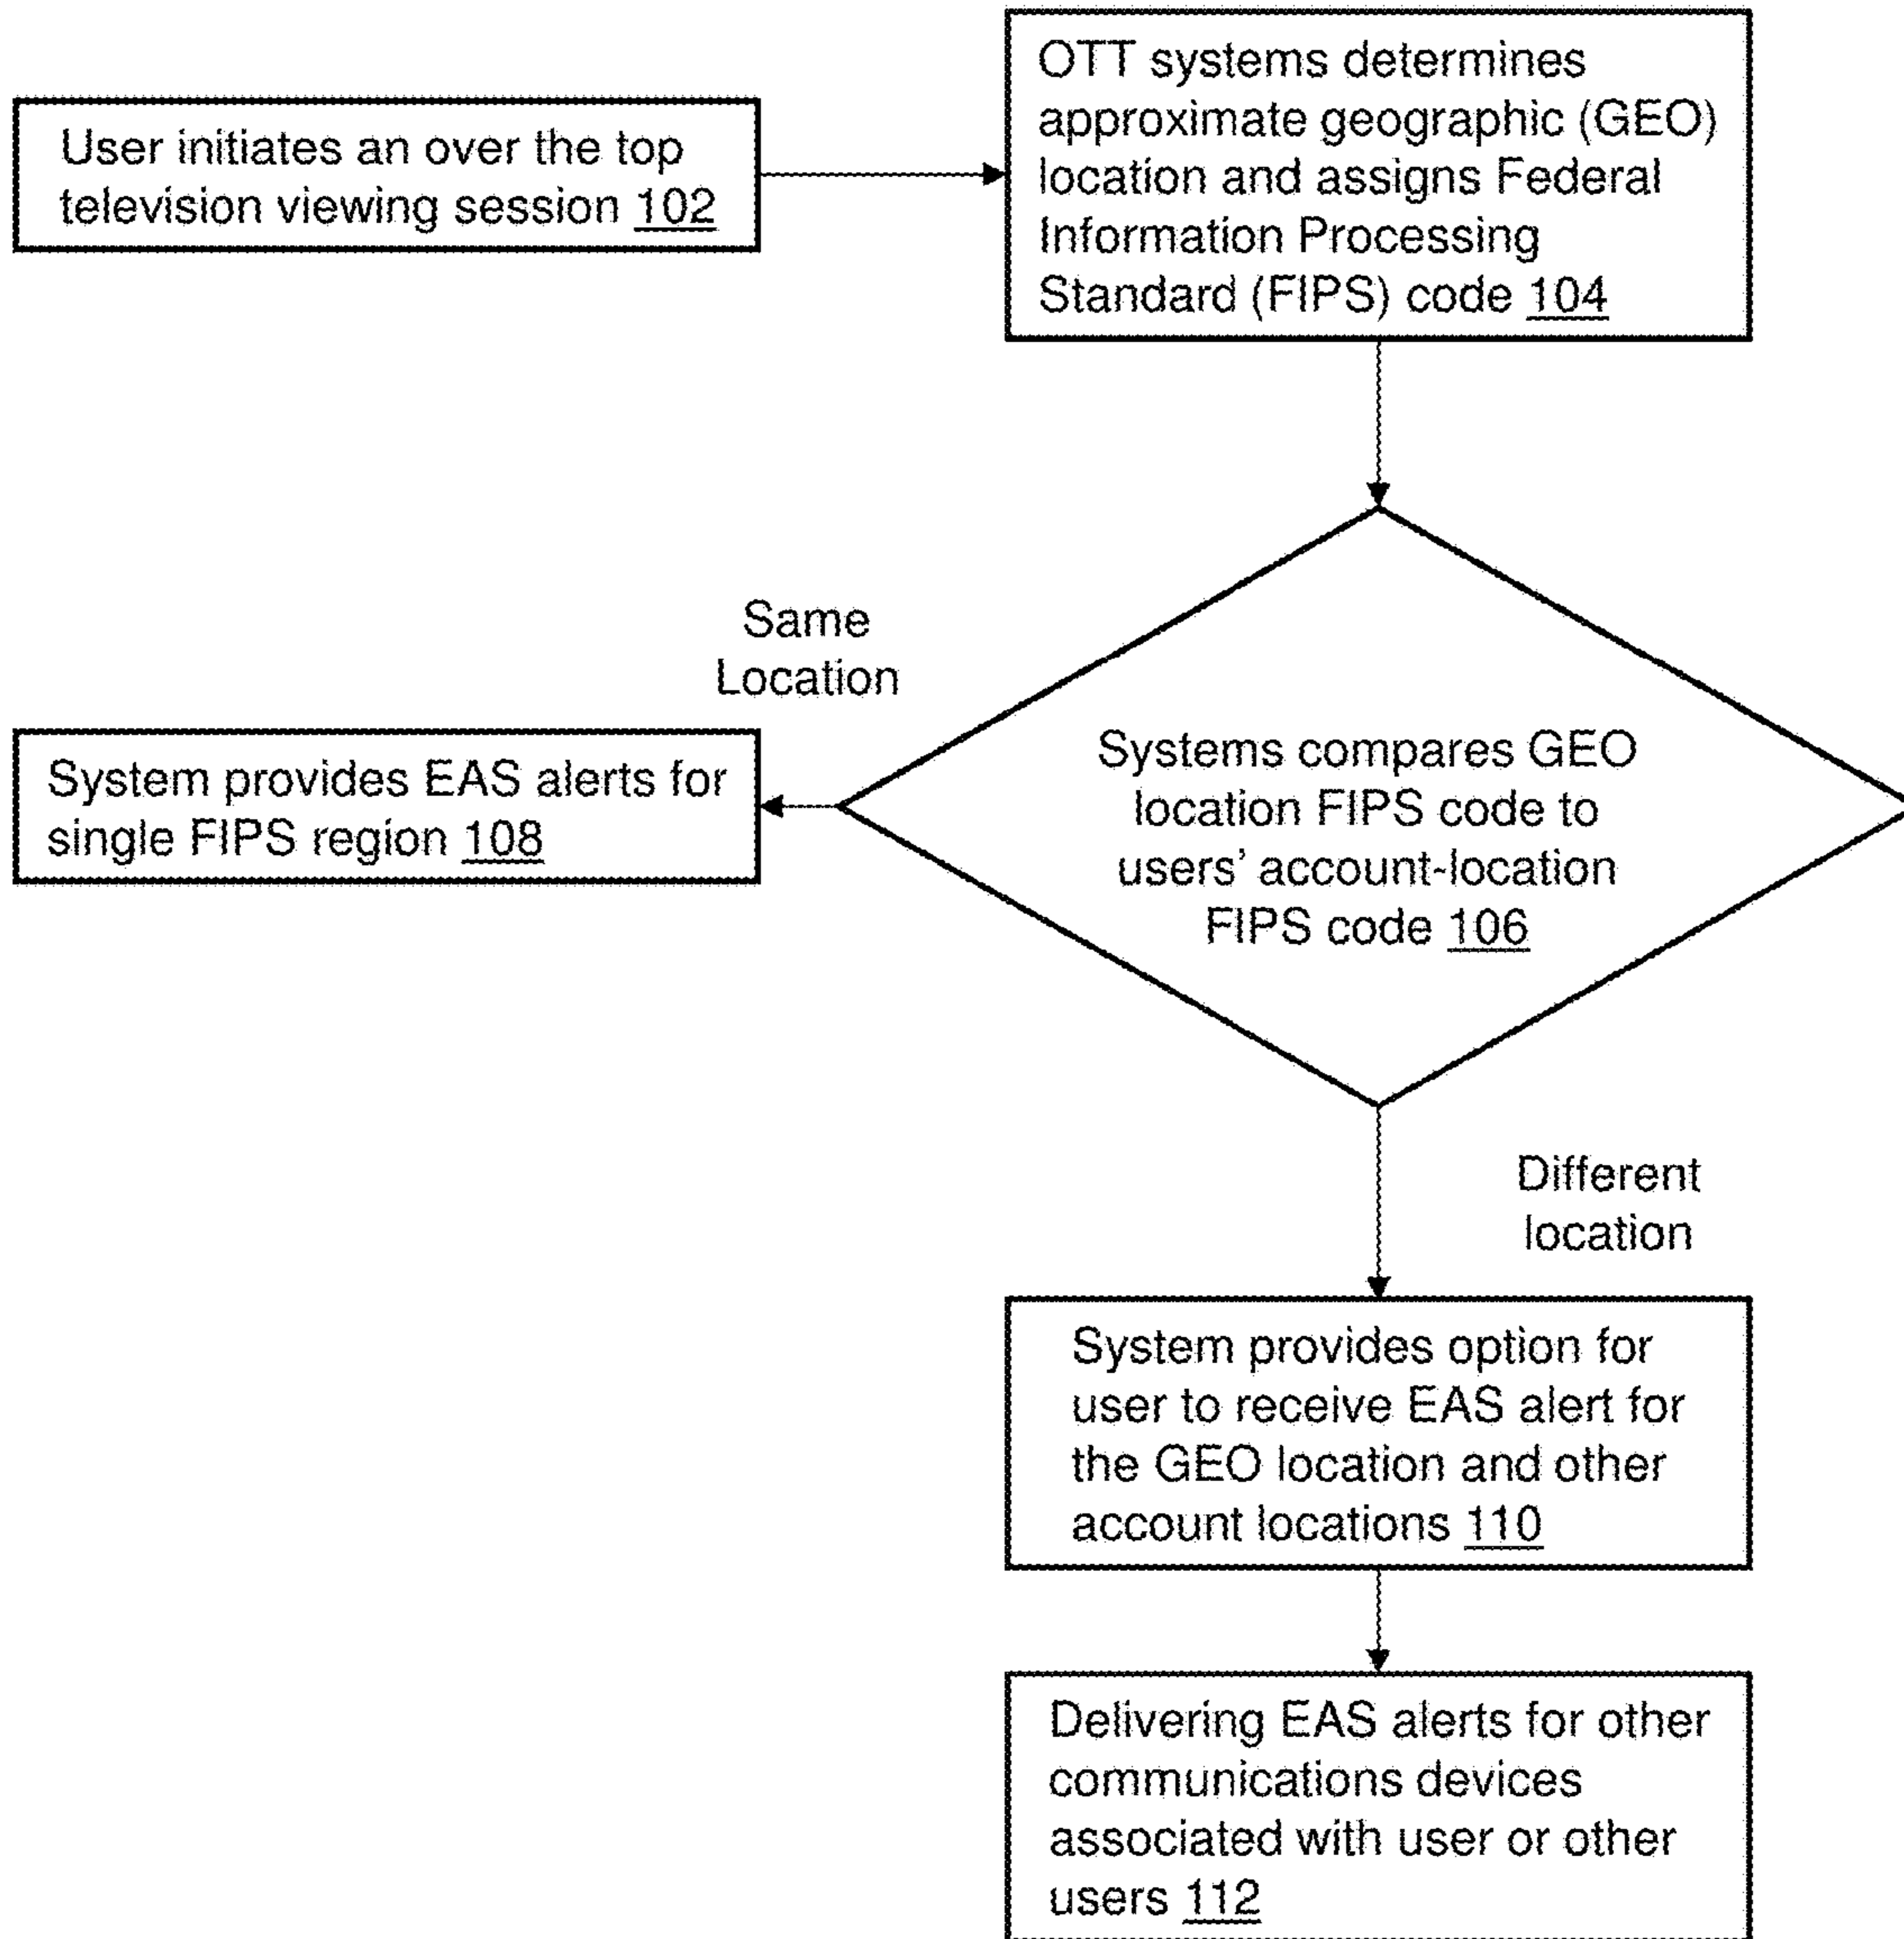 User initiates an over the top
television viewing session 102
OTT systems determines
approximate geographic (GEO)
location and assigns Federal
Information Processing
Standard (FIPS) code 104
Systems compares GEO
location FIPS code to
users' account-location
FIPS code 106
Same
Location
System provides EAS alerts for
single FIPS region 108
Different
location
System provides option for
user to receive EAS alert for
the GEO location and other
account locations 110
Delivering EAS alerts for other
communications devices
associated with user or other
users 112